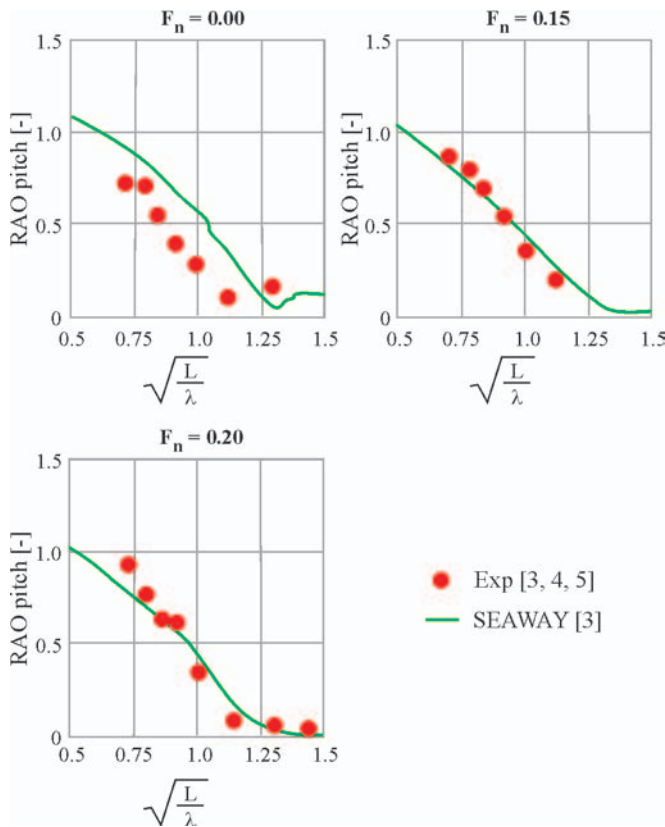 F_n = 0.00
RAO pitch [-]
1.5
1.0
0.5
0
0.5 0.75 1.0 1.25 1.5
√(L/λ)
F_n = 0.15
RAO pitch [-]
1.5
1.0
0.5
0
0.5 0.75 1.0 1.25 1.5
√(L/λ)
F_n = 0.20
RAO pitch [-]
1.5
1.0
0.5
0
0.5 0.75 1.0 1.25 1.5
√(L/λ)
Exp [3, 4, 5]
SEAWAY [3]